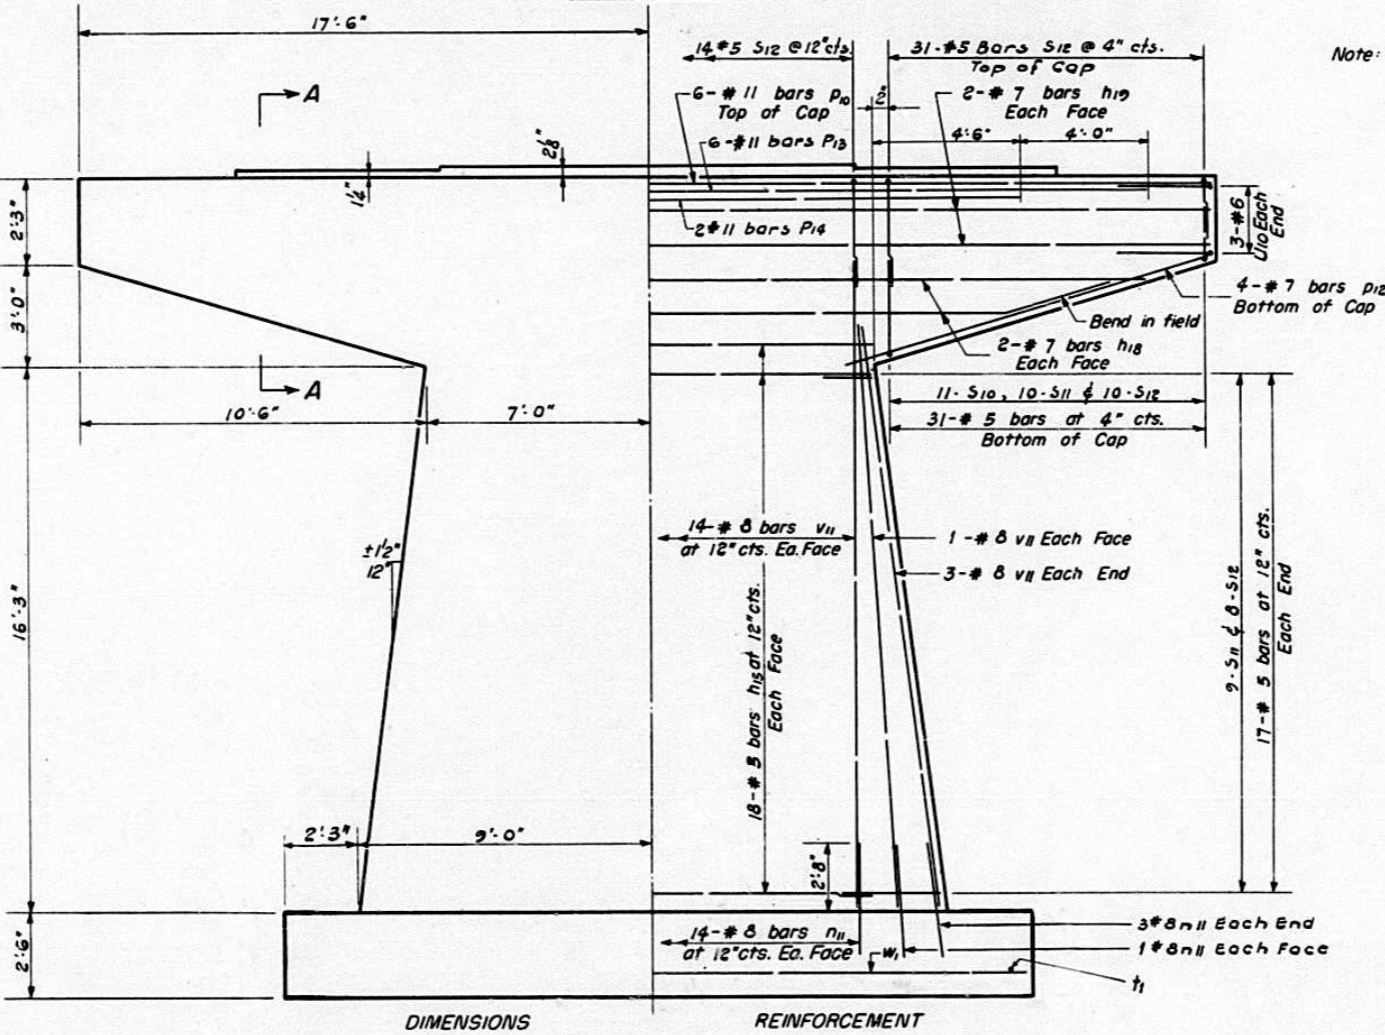 17'-6"
14 #5 S12 @ 12" cts.
31-#5 Bars S12 @ 4" cts.
Top of Cap
Note:
A
6-#11 bars p10
Top of Cap
2"
2-#7 bars h19
Each Face
6-#11 bars P13
4'-6"
4'-0"
2⅛"
1¼"
2'-3"
2 #11 bars P14
3-#6
U10 Each
End
4-#7 bars p12
Bottom of Cap
3'-0"
Bend in field
2-#7 bars h18
Each Face
A
11-S10, 10-S11 & 10-S12
10'-6"
7'-0"
31-#5 bars at 4" cts.
Bottom of Cap
14-#8 bars v11
at 12" cts. Ea. Face
1-#8 v11 Each Face
3-#8 v11 Each End
±1½"
12"
16'-3"
18-#5 bars h15 at 12" cts.
Each Face
9-S11 & 8-S12
17-#5 bars at 12" cts.
Each End
2'-3"
9'-0"
2'-8"
2'-6"
14-#8 bars n11
at 12" cts. Ea. Face
w1
3 #8 n11 Each End
1 #8 n11 Each Face
t1
DIMENSIONS
REINFORCEMENT